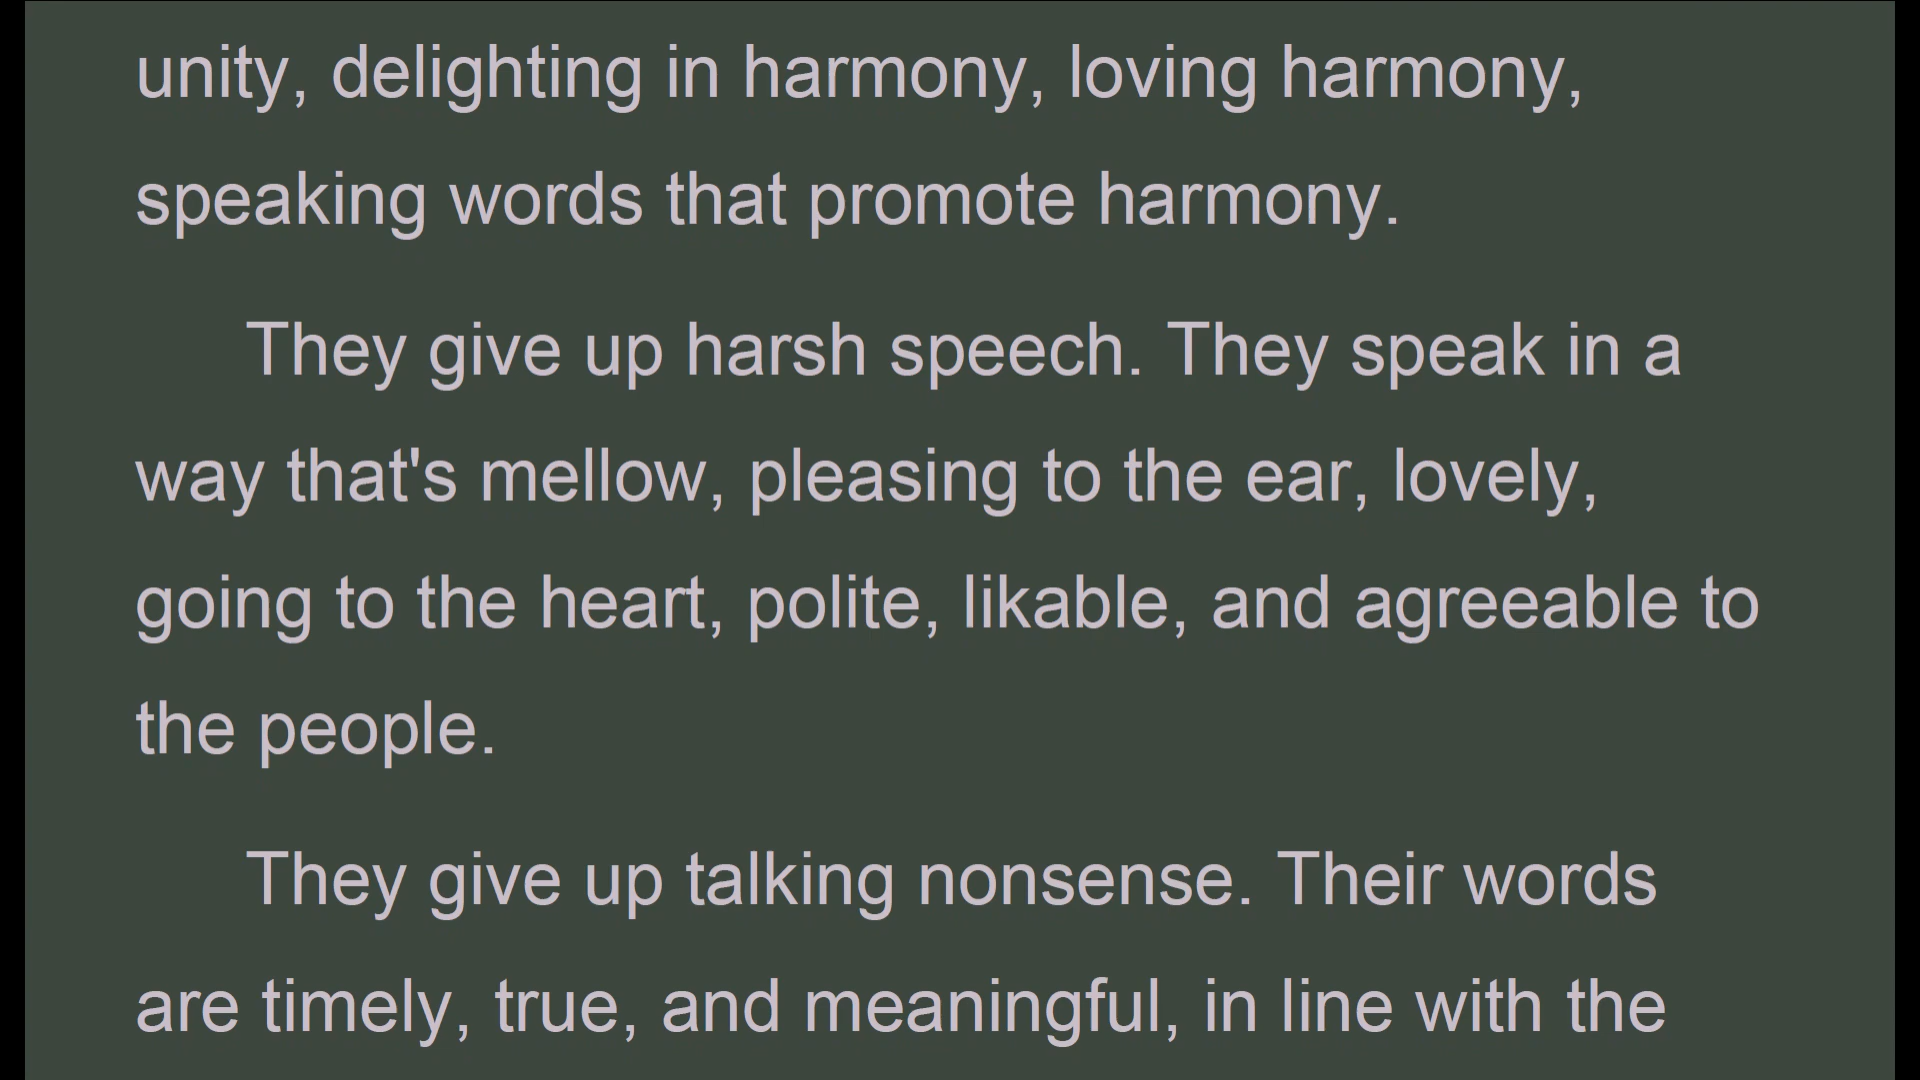 unity, delighting in harmony, loving harmony,
speaking words that promote harmony.
They give up harsh speech. They speak in a
way that's mellow, pleasing to the ear, lovely,
going to the heart, polite, likable, and agreeable to
the people.
They give up talking nonsense. Their words
are timely, true, and meaningful, in line with the